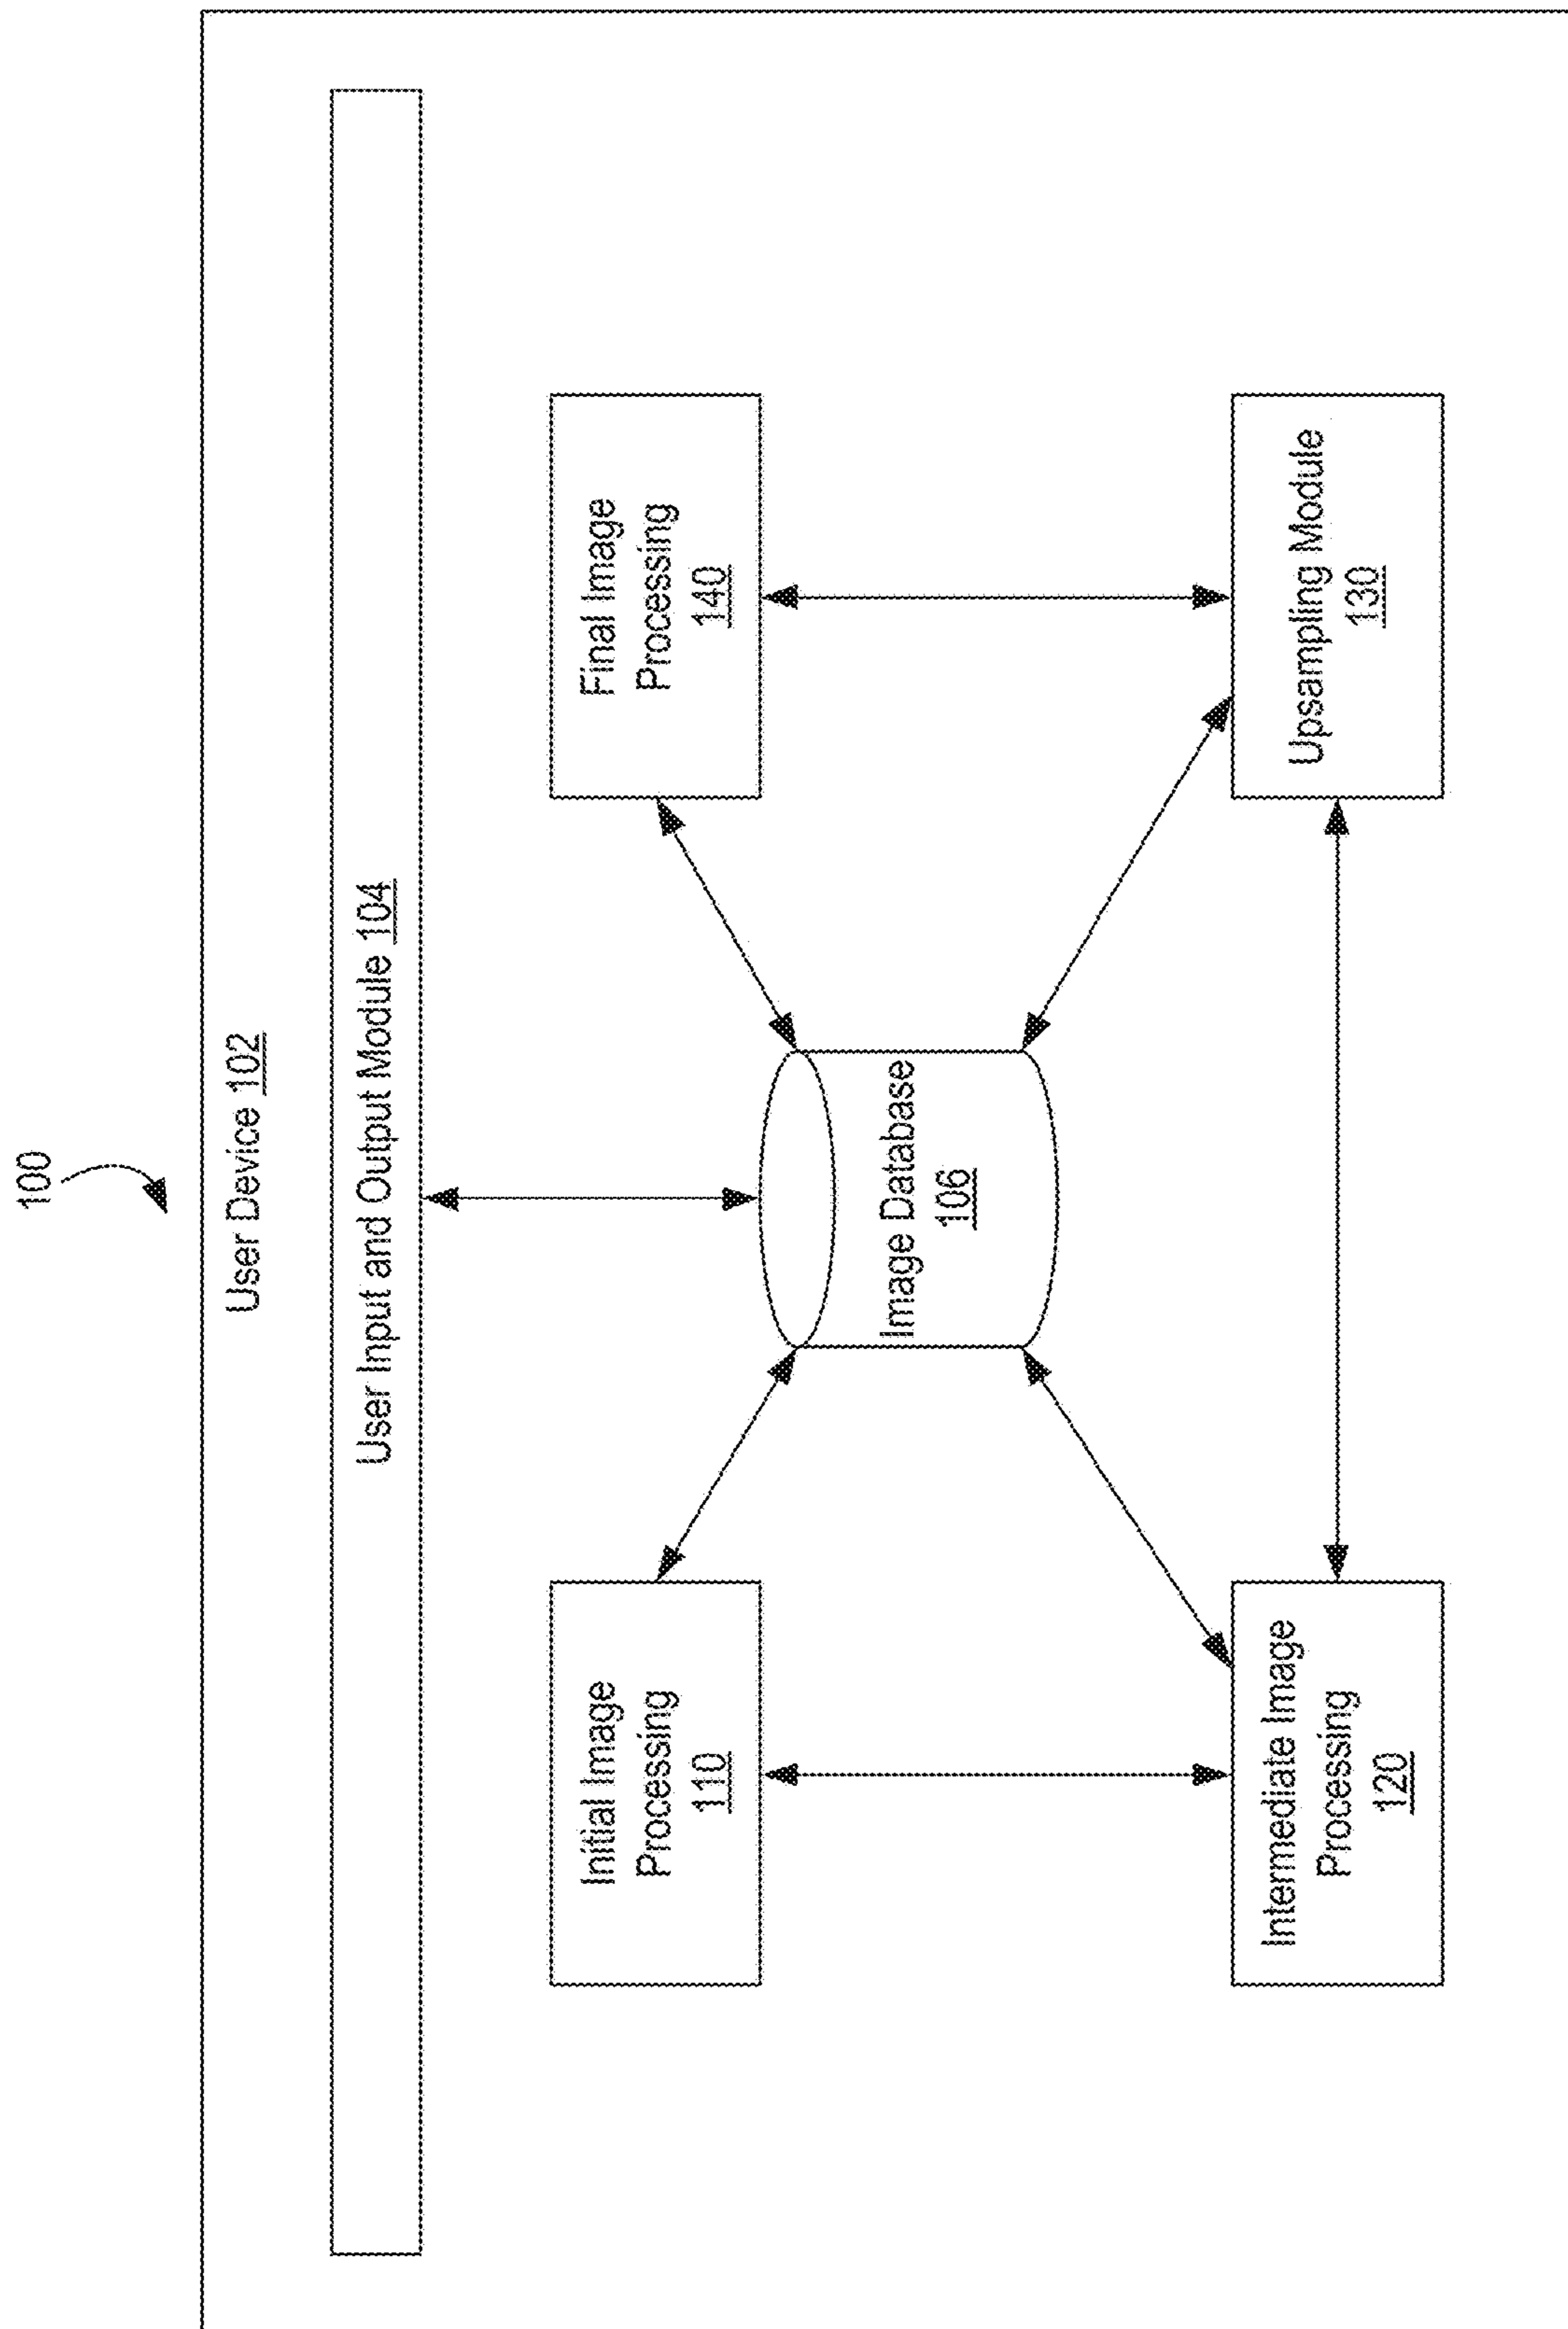 100
User Device 102
User Input and Output Module 104
Initial Image
Processing
110
Final Image
Processing
140
Image Database
106
Intermediate Image
Processing
120
Upsampling Module
130